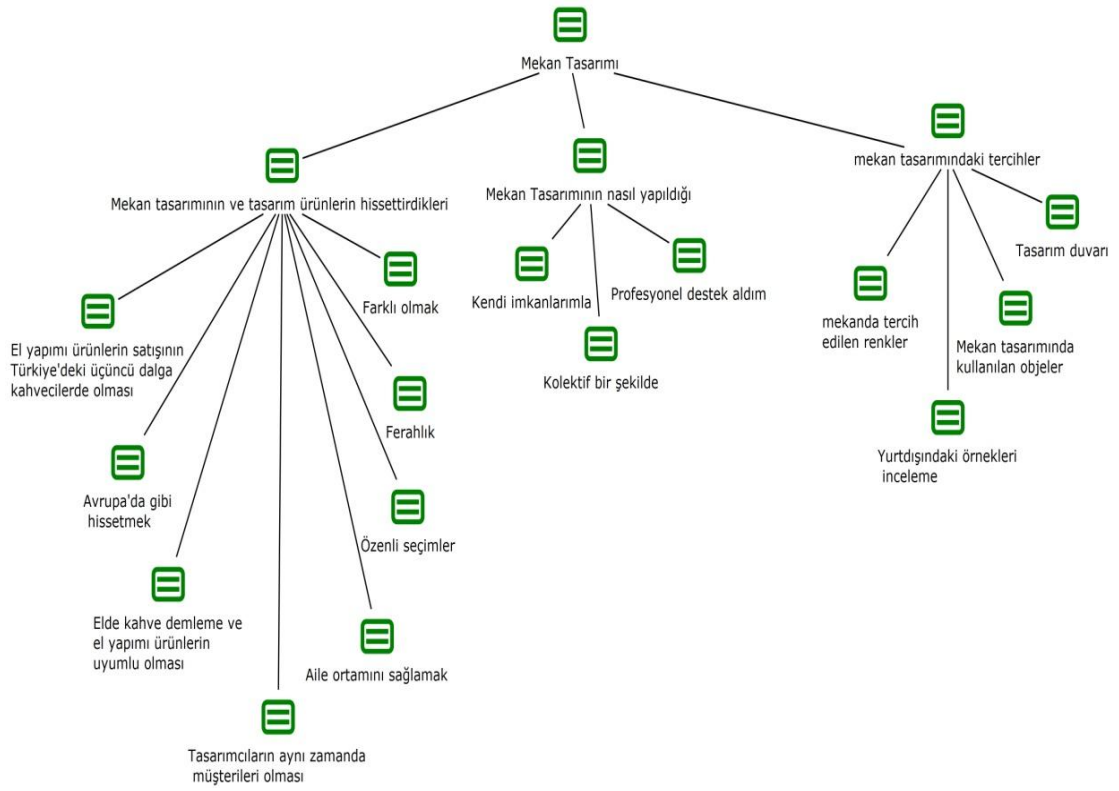 Mekan Tasarımı
Mekan tasarımının ve tasarım ürünlerin hissettirdikleri
El yapımı ürünlerin satışının
Türkiye'deki üçüncü dalga
kahvecilerde olması
Avrupa'da gibi
hissetmek
Elde kahve demleme ve
el yapımı ürünlerin
uyumlu olması
Tasarımcıların aynı zamanda
müşterileri olması
Aile ortamını sağlamak
Özenli seçimler
Ferahlık
Farklı olmak
Mekan Tasarımının nasıl yapıldığı
Kendi imkanlarımla
Kolektif bir şekilde
Profesyonel destek aldım
mekan tasarımındaki tercihler
mekanda tercih
edilen renkler
Yurtdışındaki örnekleri
inceleme
Mekan tasarımında
kullanılan objeler
Tasarım duvarı